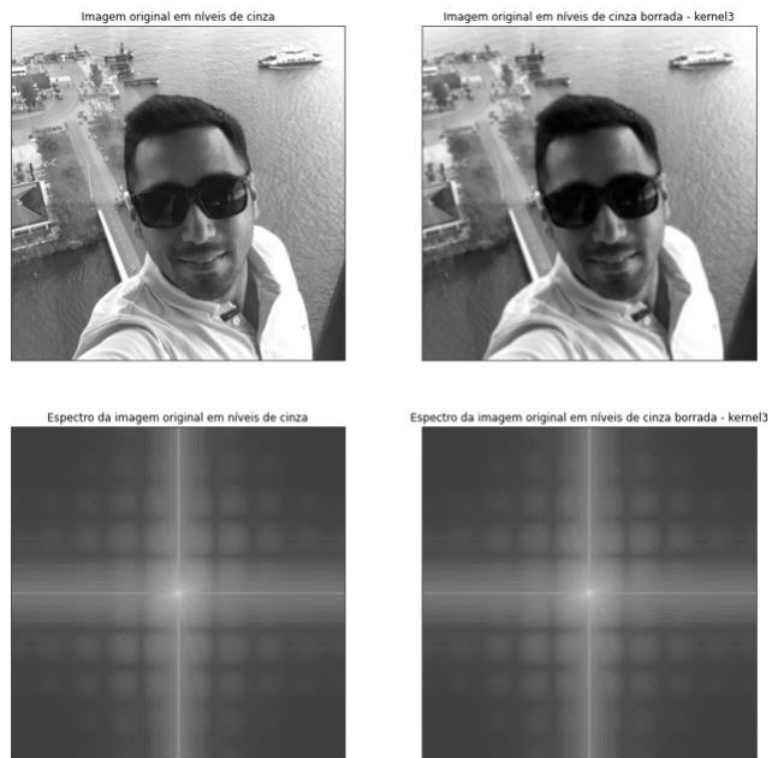 Imagem original em níveis de cinza
Imagem original em níveis de cinza borrada - kernel3
Espectro da imagem original em níveis de cinza
Espectro da imagem original em níveis de cinza borrada - kernel3